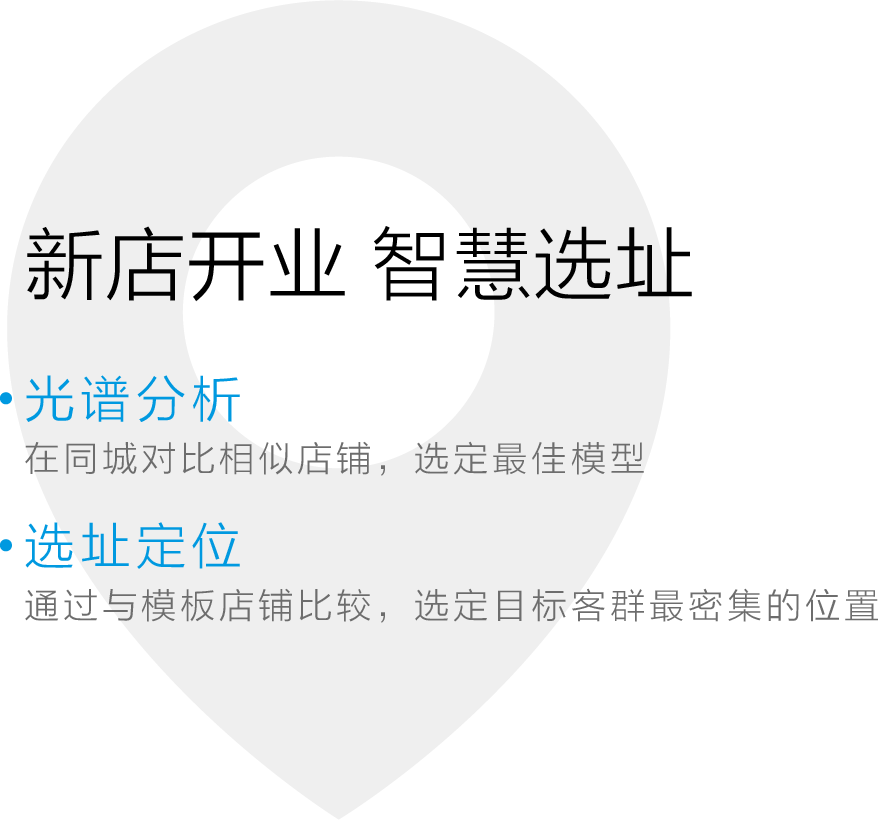 新店开业 智慧选址
•光谱分析
在同城对比相似店铺，选定最佳模型
•选址定位
通过与模板店铺比较，选定目标客群最密集的位置